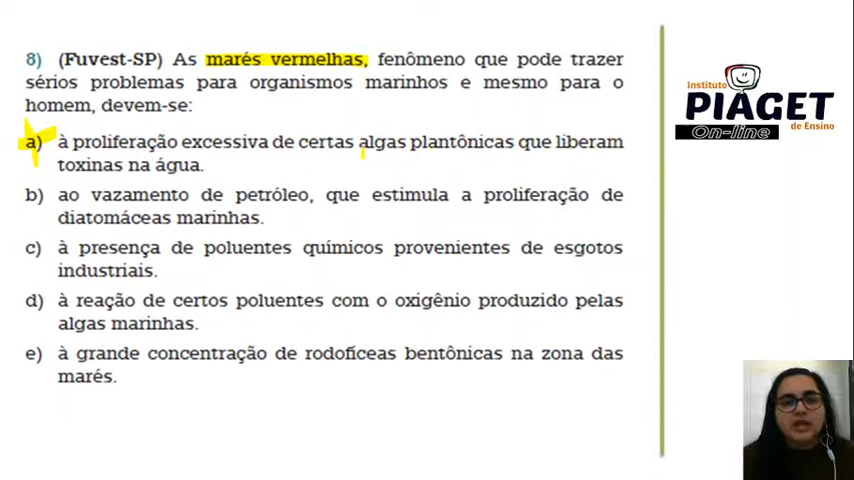 8) (Fuvest-SP) As marés vermelhas, fenômeno que pode trazer
sérios problemas para organismos marinhos e mesmo para o
homem, devem-se:
a) à proliferação excessiva de certas algas plantônicas que liberam
toxinas na água.
b) ao vazamento de petróleo, que estimula a proliferação de
diatomáceas marinhas.
c) à presença de poluentes químicos provenientes de esgotos
industriais.
d) à reação de certos poluentes com o oxigênio produzido pelas
algas marinhas.
e) à grande concentração de rodofíceas bentônicas na zona das
marés.
Instituto
PIAGET
On-line
de Ensino